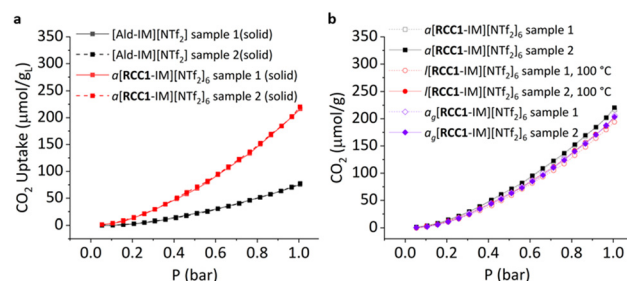 a
[Ald-IM][NTf2] sample 1(solid)
[Ald-IM][NTf2] sample 2(solid)
a[RCC1-IM][NTf2]6 sample 1 (solid)
a[RCC1-IM][NTf2]6 sample 2 (solid)
CO2 Uptake (μmol/gL)
350
300
250
200
150
100
50
0
0.0 0.2 0.4 0.6 0.8 1.0
P (bar)
b
a[RCC1-IM][NTf2]6 sample 1
a[RCC1-IM][NTf2]6 sample 2
l[RCC1-IM][NTf2]6 sample 1, 100 °C
l[RCC1-IM][NTf2]6 sample 2, 100 °C
ag[RCC1-IM][NTf2]6 sample 1
ag[RCC1-IM][NTf2]6 sample 2
CO2 (μmol/g)
350
300
250
200
150
100
50
0
0.0 0.2 0.4 0.6 0.8 1.0
P (bar)